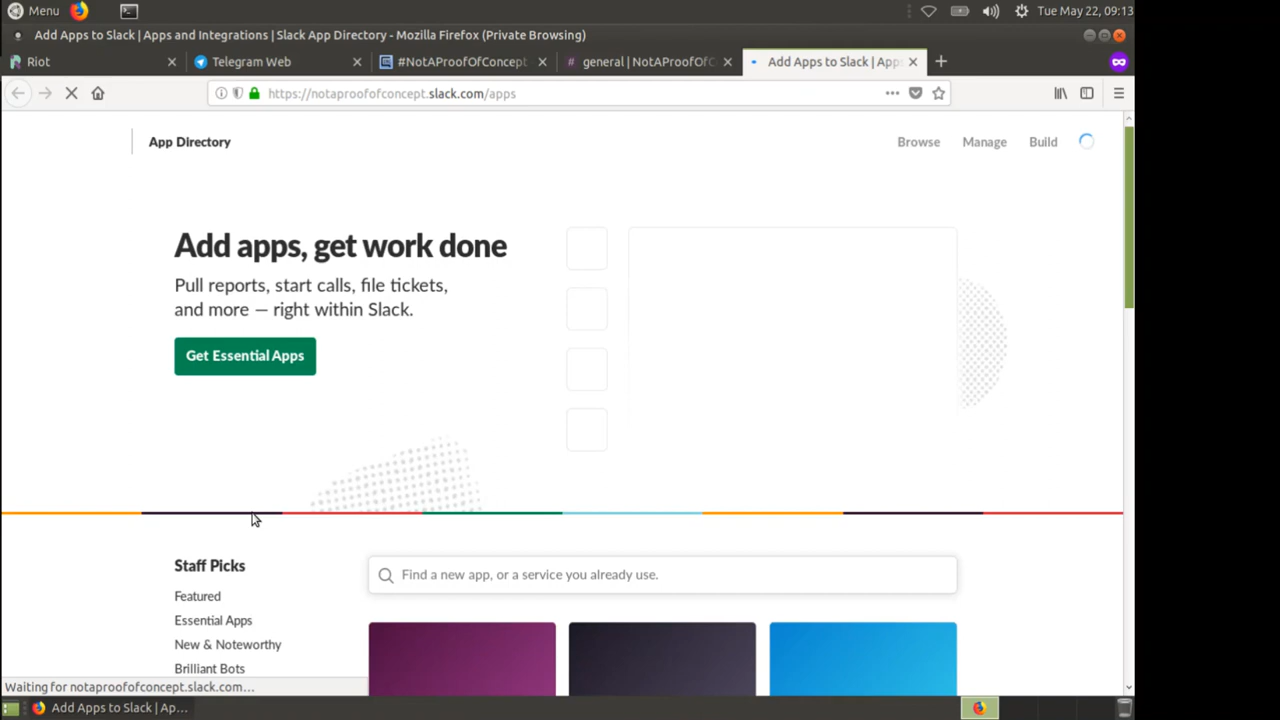 Menu
Tue May 22, 09:13
Add Apps to Slack | Apps and Integrations | Slack App Directory - Mozilla Firefox (Private Browsing)
Riot
Telegram Web
#NotAProofOfConcept
general | NotAProofOfC
Add Apps to Slack | App
https://notaproofofconcept.slack.com/apps
App Directory
Browse
Manage
Build
Add apps, get work done
Pull reports, start calls, file tickets,
and more — right within Slack.
Get Essential Apps
Staff Picks
Find a new app, or a service you already use.
Featured
Essential Apps
New & Noteworthy
Brilliant Bots
Waiting for notaproofofconcept.slack.com...
Add Apps to Slack | Ap...